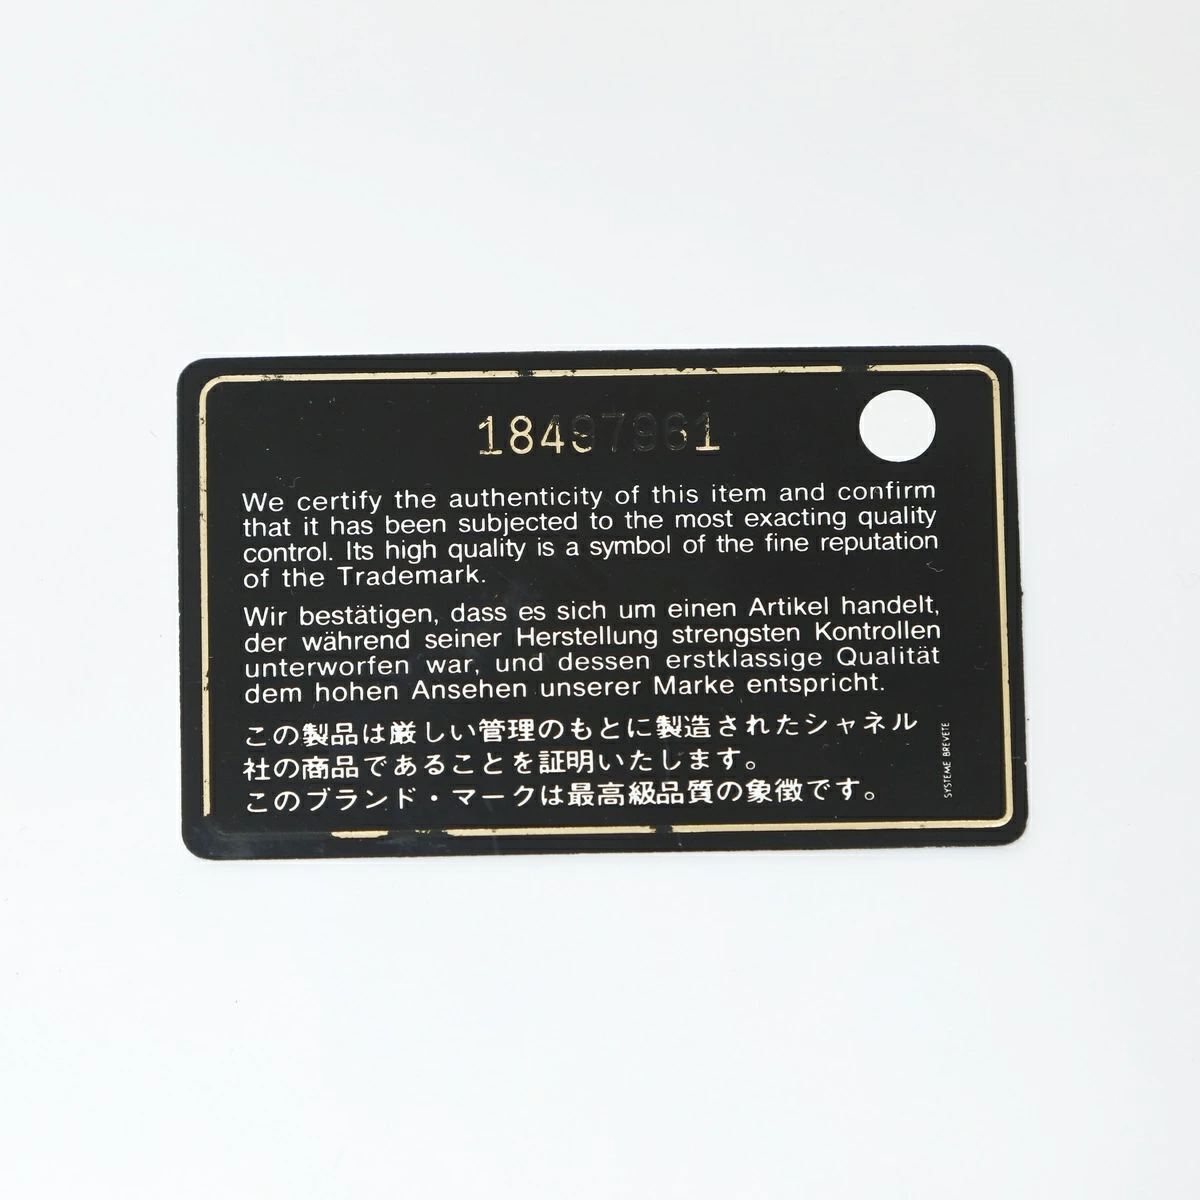 18497961
We certify the authenticity of this item and confirm
that it has been subjected to the most exacting quality
control. Its high quality is a symbol of the fine reputation
of the Trademark.
Wir bestätigen, dass es sich um einen Artikel handelt,
der während seiner Herstellung strengsten Kontrollen
unterworfen war, und dessen erstklassige Qualität
dem hohen Ansehen unserer Marke entspricht.
この製品は厳しい管理のもとに製造されたシャネル
社の商品であることを証明いたします。
このブランド・マークは最高級品質の象徴です。
SYSTEME BREVETE